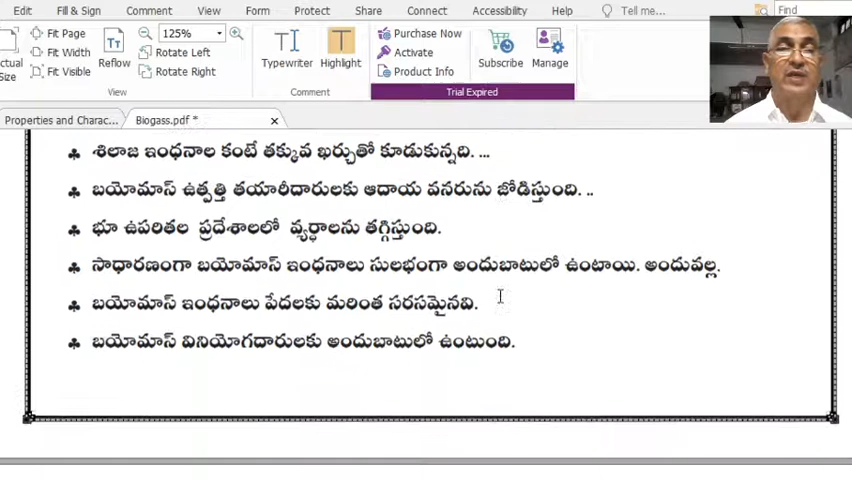 Edit Fill & Sign Comment View Form Protect Share Connect Accessibility Help Tell me... Find
Fit Page 125% Purchase Now
Fit Width Rotate Left Activate
Actual Size Fit Visible Reflow Rotate Right Typewriter Highlight Product Info Subscribe Manage
View Comment Trial Expired
Properties and Charac... Biogass.pdf *
శిలాజ ఇంధనాల కంటే తక్కువ ఖర్చుతో కూడుకున్నది. ...
బయోమాస్ ఉత్పత్తి తయారీదారులకు ఆదాయ వనరును జోడిస్తుంది. ..
భూ ఉపరితల ప్రదేశాలలో వ్యర్ధాలను తగ్గిస్తుంది.
సాధారణంగా బయోమాస్ ఇంధనాలు సులభంగా అందుబాటులో ఉంటాయి. అందువల్ల.
బయోమాస్ ఇంధనాలు పేదలకు మరింత సరసమైనవి.
బయోమాస్ వినియోగదారులకు అందుబాటులో ఉంటుంది.